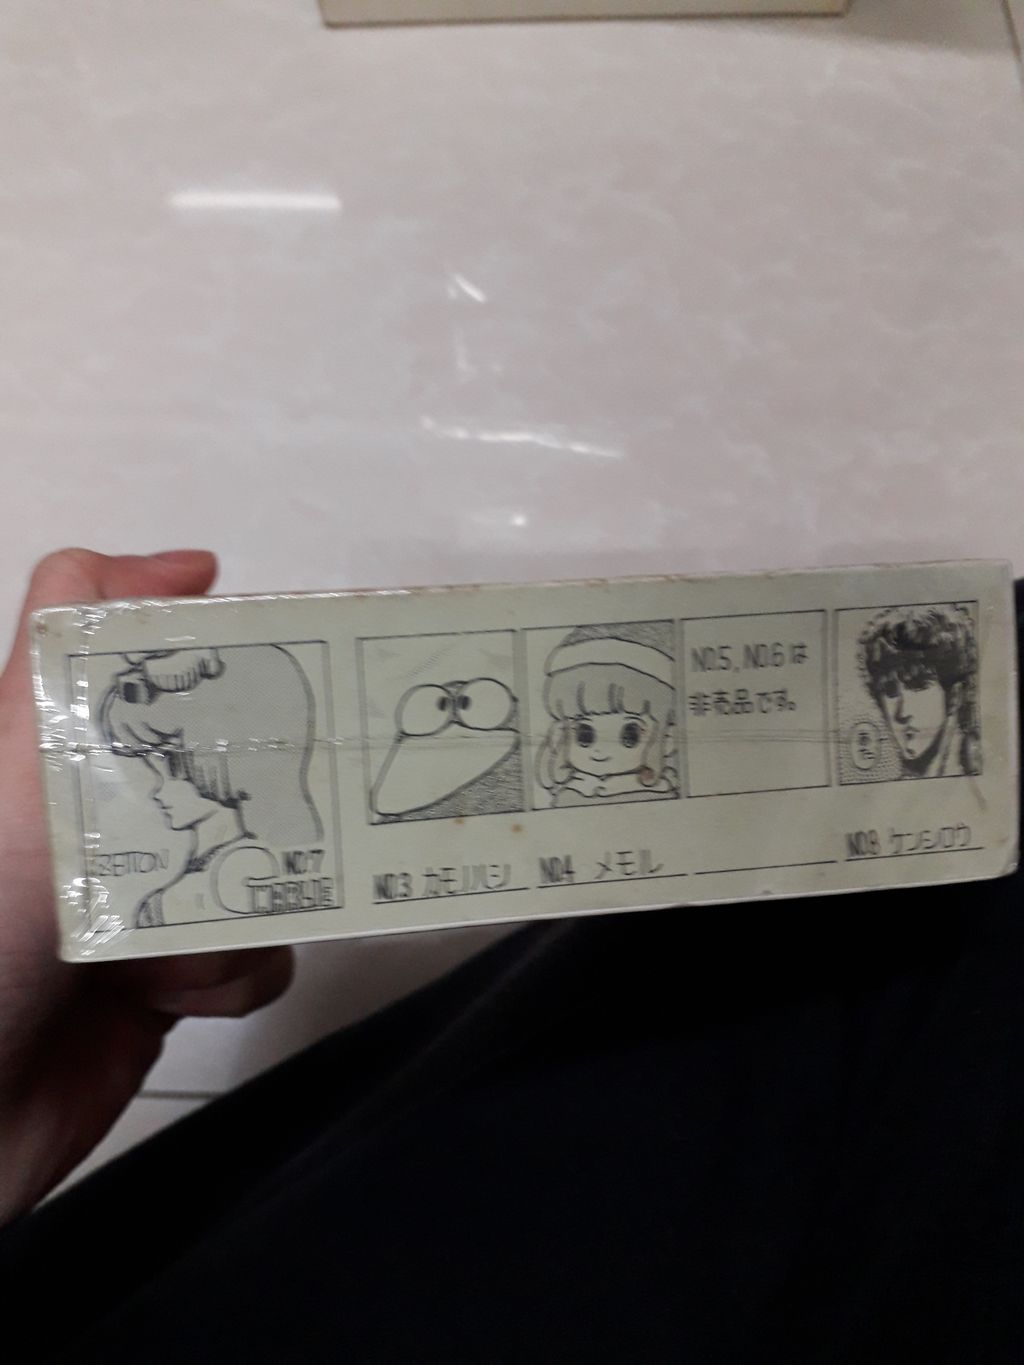 BETTON
NO.7
NO.3 カモノハシ
NO.4 メモル
NO.5, NO.6は
非売品です。
NO.8 ケンシロウ